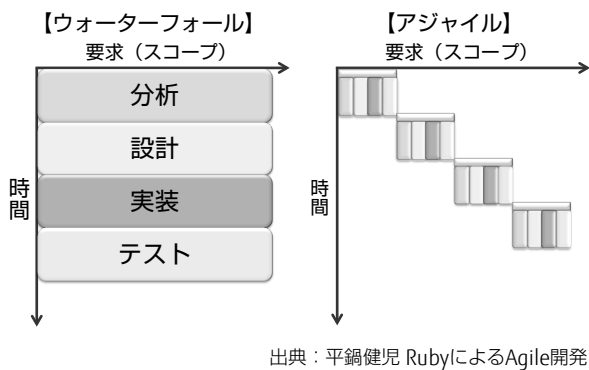 【ウォーターフォール】
要求（スコープ）
分析
設計
実装
テスト
時間
【アジャイル】
要求（スコープ）
時間
出典：平鍋健児 RubyによるAgile開発